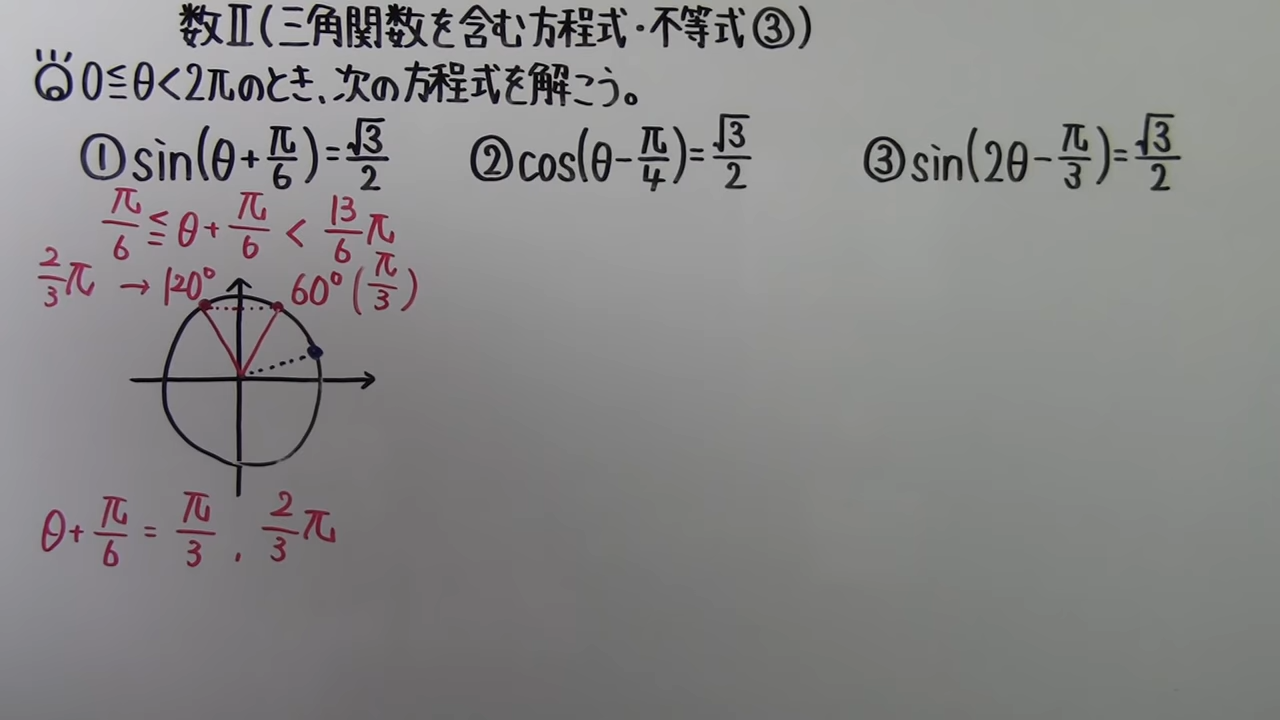 数Ⅱ(三角関数を含む方程式・不等式③)
0≦θ<2πのとき、次の方程式を解こう。
①sin(θ+π/6)=√3/2 ②cos(θ-π/4)=√3/2 ③sin(2θ-π/3)=√3/2
π/6≦θ+π/6<13/6π
2/3π→120° 60°(π/3)
θ+π/6=π/3,2/3π